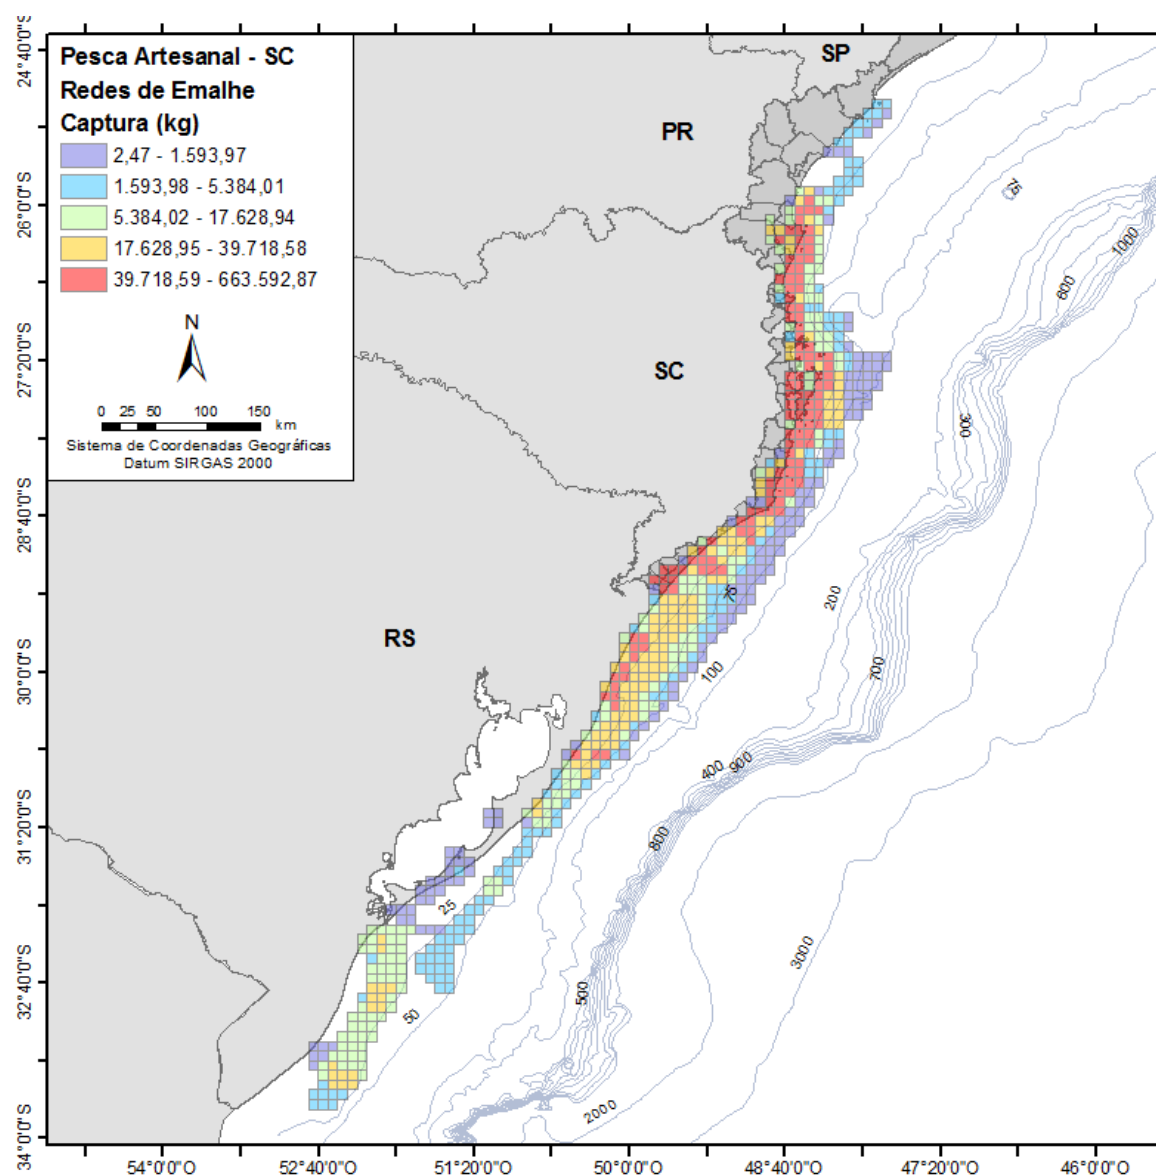 Pesca Artesanal - SC
Redes de Emalhe
Captura (kg)
2,47 - 1.593,97
1.593,98 - 5.384,01
5.384,02 - 17.628,94
17.628,95 - 39.718,58
39.718,59 - 663.592,87
N
0 25 50 100 150
km
Sistema de Coordenadas Geográficas
Datum SIRGAS 2000
SP
PR
SC
RS
75
1000
600
300
200
75
700
100
400
900
800
25
50
500
3000
2000
24°40'0"S
26°0'0"S
27°20'0"S
28°40'0"S
30°0'0"S
31°20'0"S
32°40'0"S
34°0'0"S
54°0'0"O
52°40'0"O
51°20'0"O
50°0'0"O
48°40'0"O
47°20'0"O
46°0'0"O